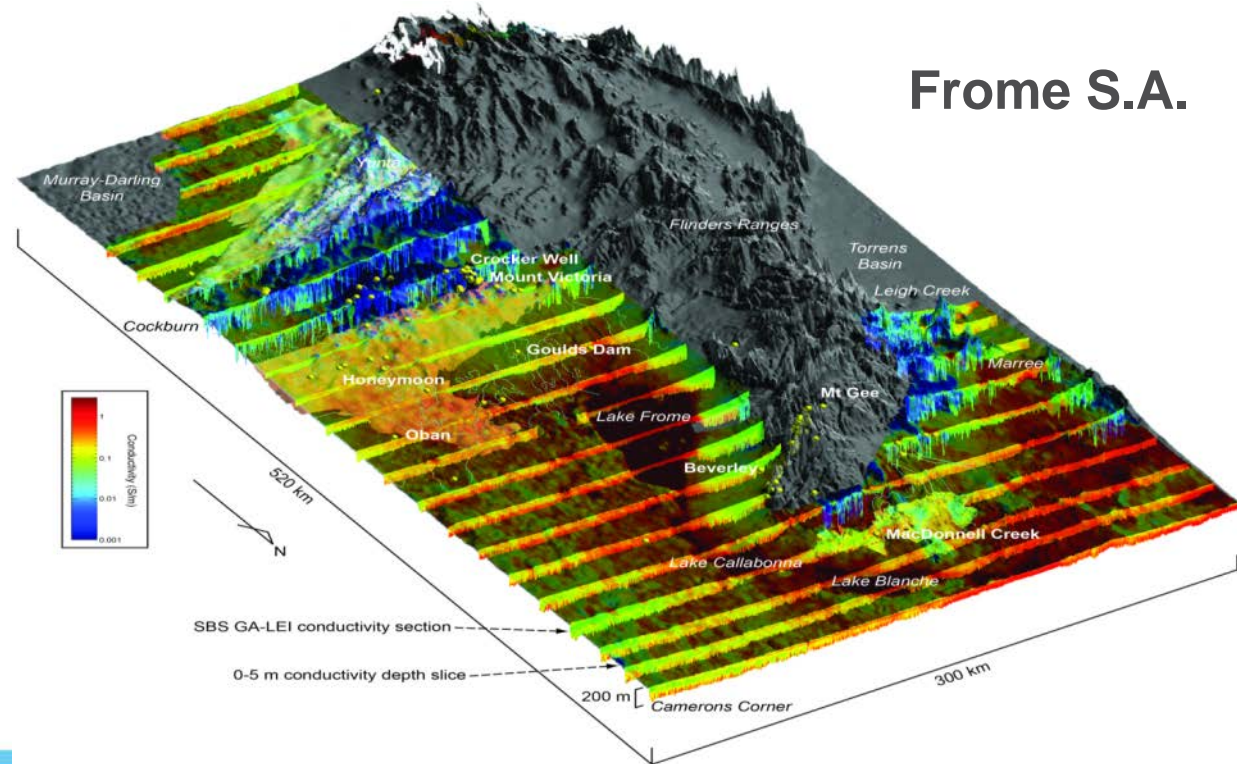 Frome S.A.
Murray-Darling
Basin
Yunta
Flinders Ranges
Torrens
Basin
Leigh Creek
Crocker Well
Mount Victoria
Cockburn
Goulds Dam
Marree
Honeymoon
Mt Gee
Lake Frome
Oban
Beverley
1
0.1
0.01
0.001
Conductivity (S/m)
520 km
N
MacDonnell Creek
Lake Callabonna
Lake Blanche
SBS GA-LEI conductivity section
0-5 m conductivity depth slice
200 m
300 km
Camerons Corner